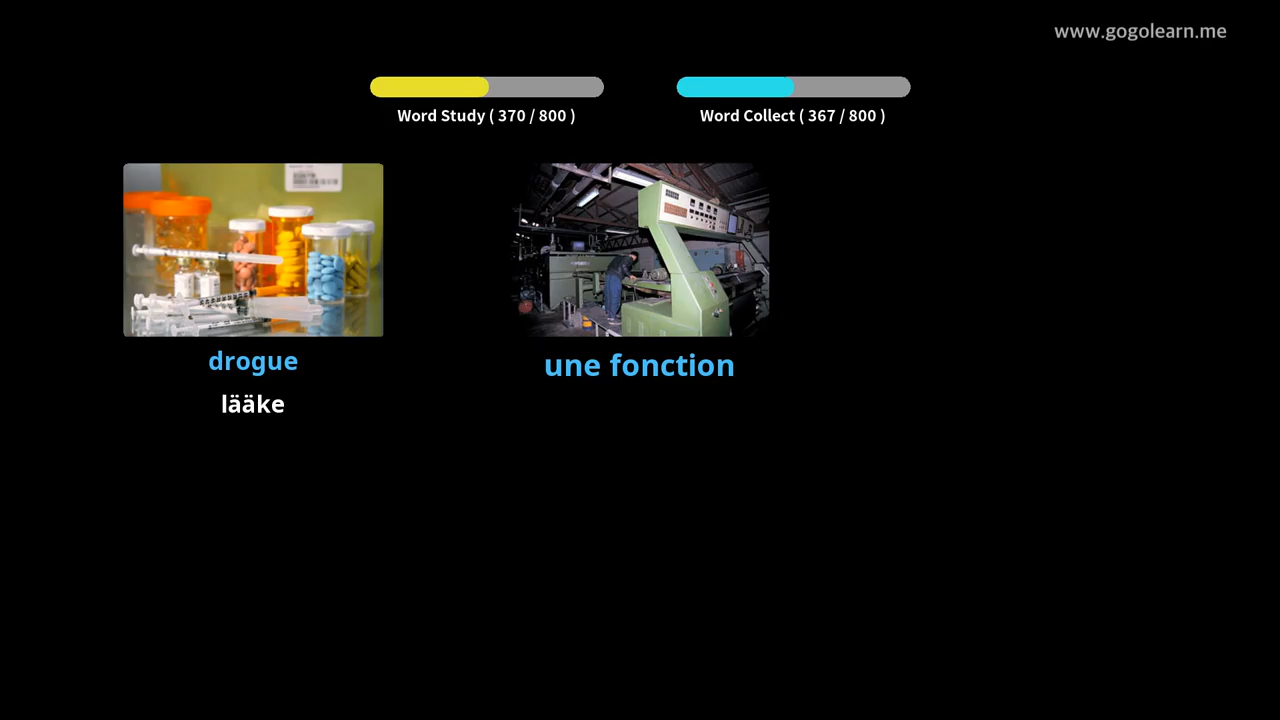 www.gogolearn.me
Word Study ( 370 / 800 )
Word Collect ( 367 / 800 )
drogue
lääke
une fonction